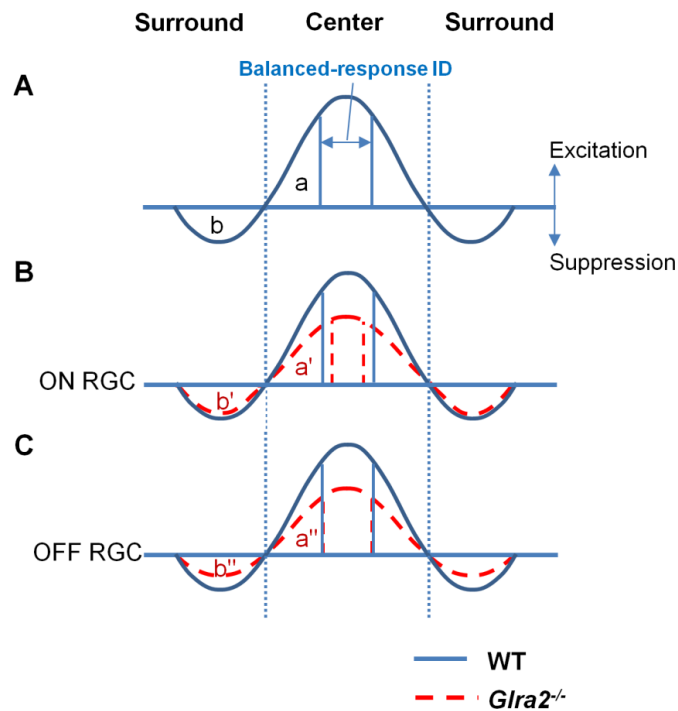 Surround Center Surround
Balanced-response ID
A
Excitation
a
b
Suppression
B
a'
ON RGC
b'
C
a''
OFF RGC
b''
WT
Glra2-/-